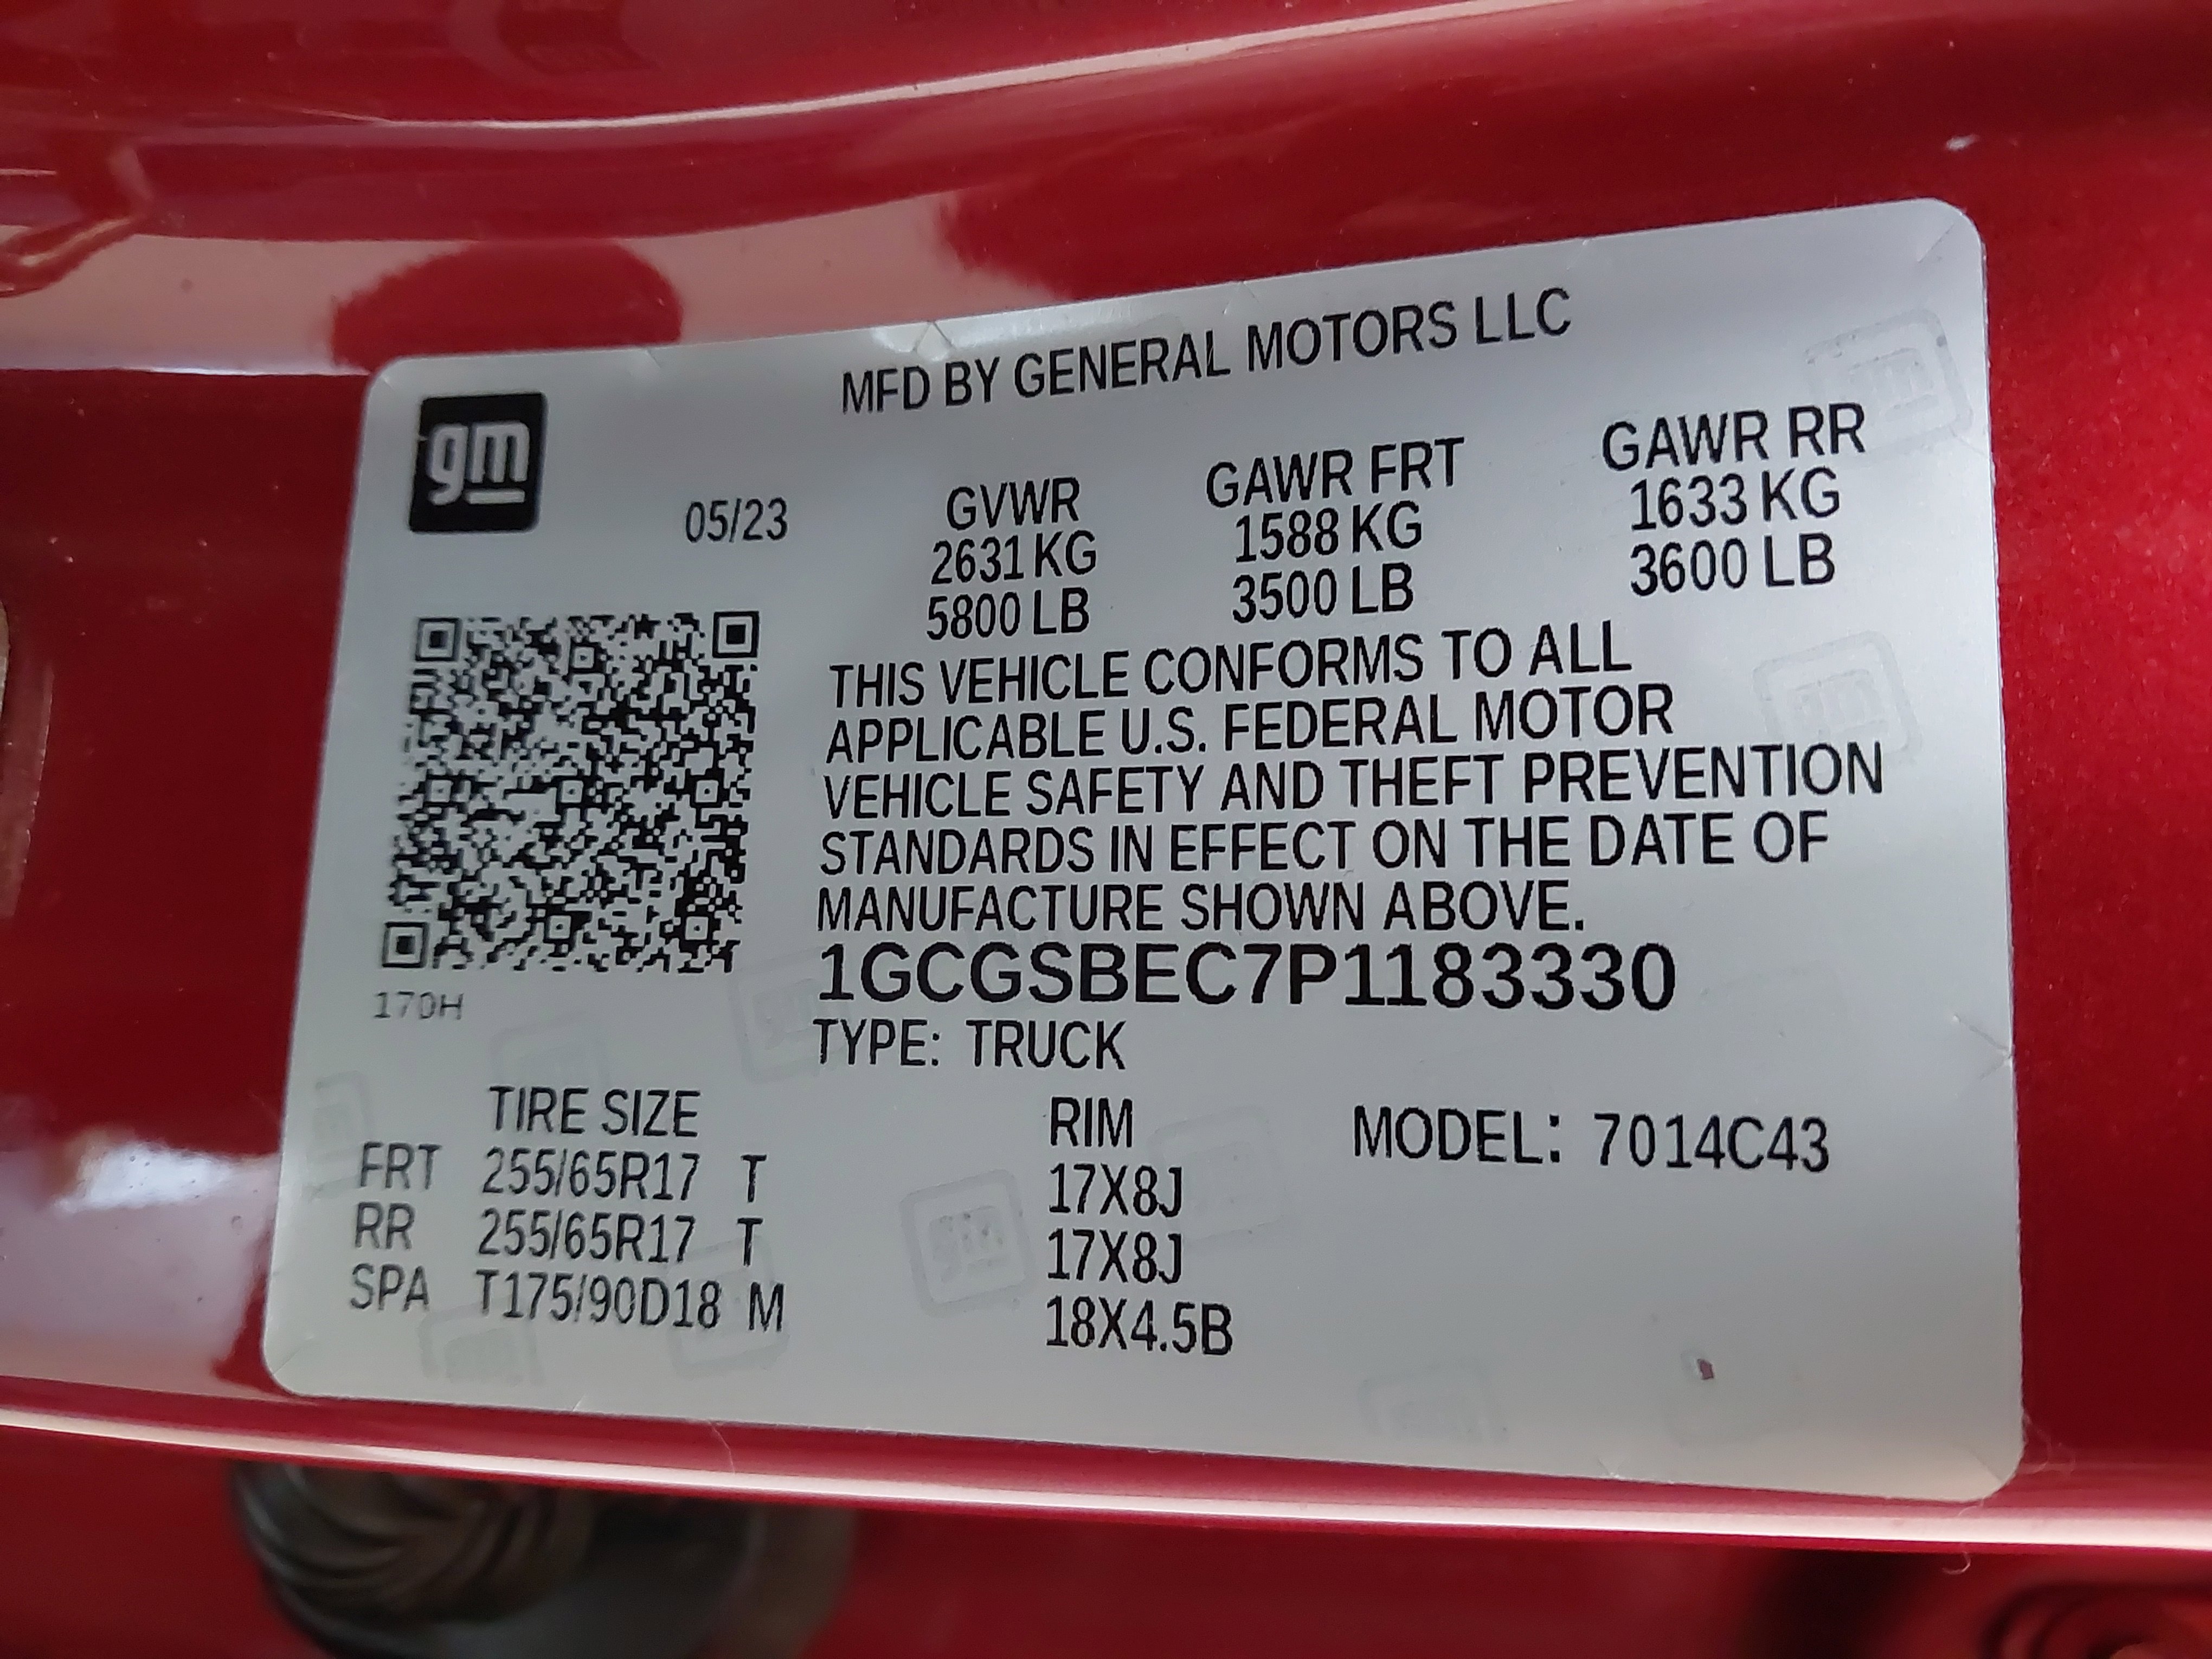 MFD BY GENERAL MOTORS LLC
gm
05/23
GVWR GAWR FRT GAWR RR
2631 KG 1588 KG 1633 KG
5800 LB 3500 LB 3600 LB
THIS VEHICLE CONFORMS TO ALL
APPLICABLE U.S. FEDERAL MOTOR
VEHICLE SAFETY AND THEFT PREVENTION
STANDARDS IN EFFECT ON THE DATE OF
MANUFACTURE SHOWN ABOVE.
1GCGSBEC7P1183330
170H
TYPE: TRUCK
TIRE SIZE RIM MODEL: 7014C43
FRT 255/65R17 T 17X8J
RR 255/65R17 T 17X8J
SPA T175/90D18 M 18X4.5B